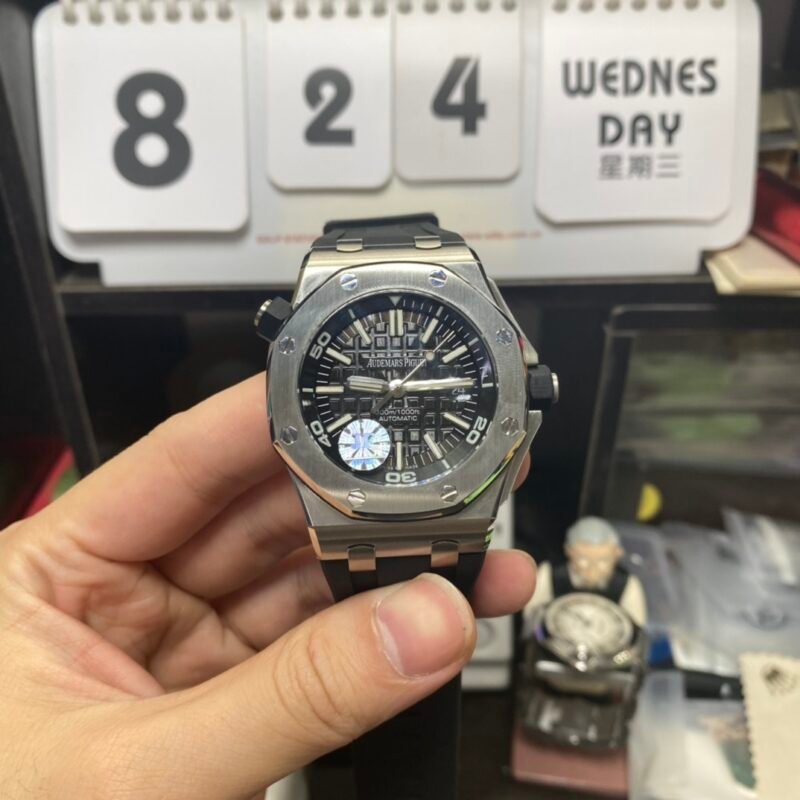 8
2
4
WEDNES
DAY
星期三
50
AUDEMARS PIGUET
300m/1000ft
AUTOMATIC
40
20
30